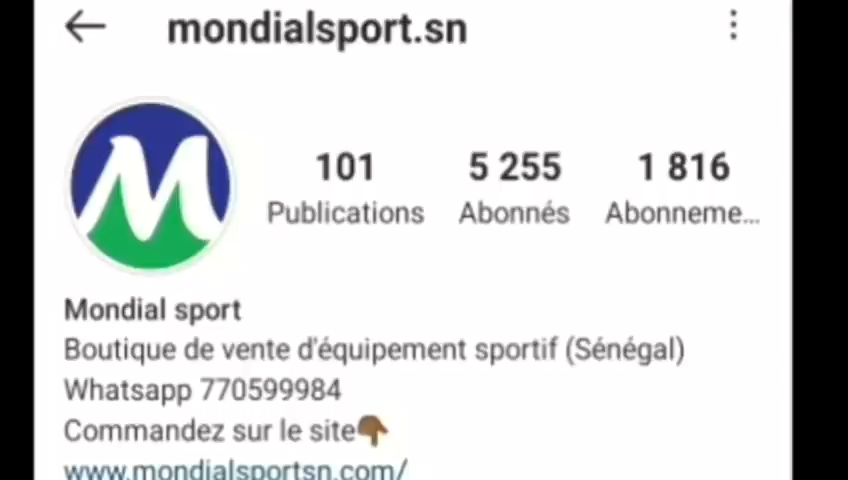 mondialsport.sn
101 5 255 1 816
Publications Abonnés Abonneme...
Mondial sport
Boutique de vente d'équipement sportif (Sénégal)
Whatsapp 770599984
Commandez sur le site👇🏾
www.mondialsportsn.com/